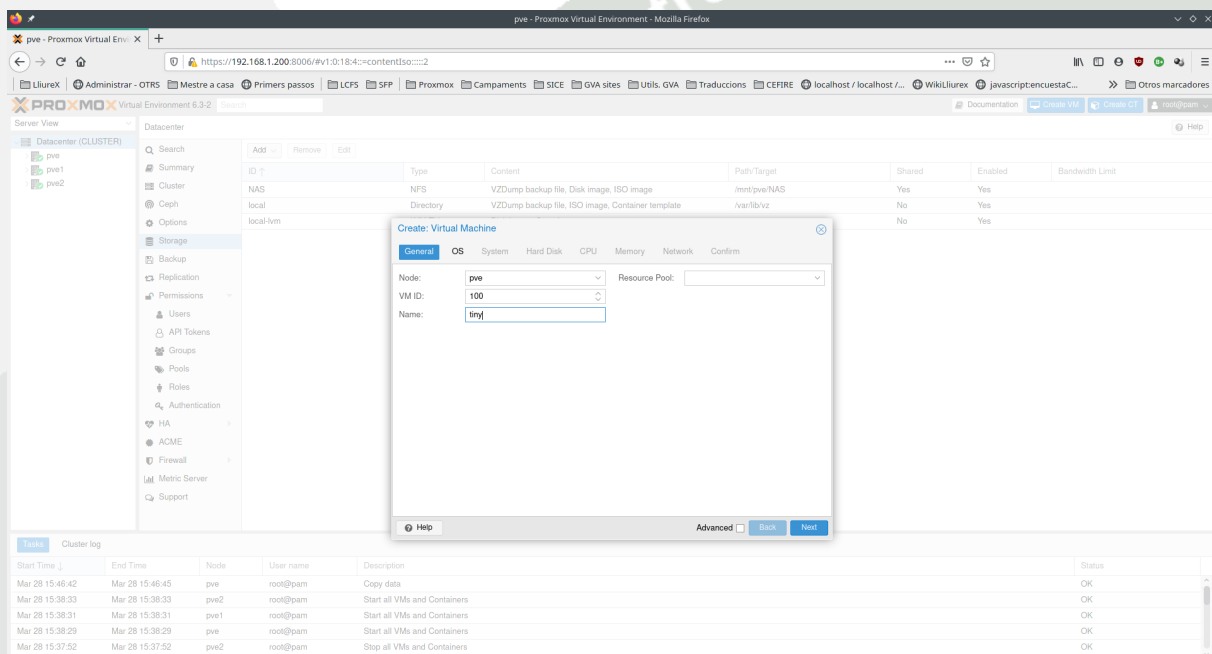 pve - Proxmox Virtual Environment - Mozilla Firefox
pve - Proxmox Virtual Envi
https://192.168.1.200:8006/#v1:0:18:4::=contentIso:::::2
LliureX Administrar - OTRS Mestre a casa Primers passos LCFS SFP Proxmox Campaments SICE GVA sites Utils. GVA Traduccions CEFIRE localhost / localhost /... WikiLliurex javascript:encuestaC... Otros marcadores
PROXMOX Virtual Environment 6.3-2 Search Documentation Create VM Create CT root@pam
Server View Datacenter Help
Datacenter (CLUSTER)
pve
pve1
pve2
Search
Summary
Cluster
Ceph
Options
Storage
Backup
Replication
Permissions
Users
API Tokens
Groups
Pools
Roles
Authentication
HA
ACME
Firewall
Metric Server
Support
Add Remove Edit
ID Type Content Path/Target Shared Enabled Bandwidth Limit
NAS NFS VZDump backup file, Disk image, ISO image /mnt/pve/NAS Yes Yes
local Directory VZDump backup file, ISO image, Container template /var/lib/vz No Yes
local-lvm No Yes
Create: Virtual Machine
General OS System Hard Disk CPU Memory Network Confirm
Node: pve Resource Pool:
VM ID: 100
Name: tiny
Help Advanced Back Next
Tasks Cluster log
Start Time End Time Node User name Description Status
Mar 28 15:46:42 Mar 28 15:46:45 pve root@pam Copy data OK
Mar 28 15:38:33 Mar 28 15:38:33 pve2 root@pam Start all VMs and Containers OK
Mar 28 15:38:31 Mar 28 15:38:31 pve1 root@pam Start all VMs and Containers OK
Mar 28 15:38:29 Mar 28 15:38:29 pve root@pam Start all VMs and Containers OK
Mar 28 15:37:52 Mar 28 15:37:52 pve2 root@pam Stop all VMs and Containers OK